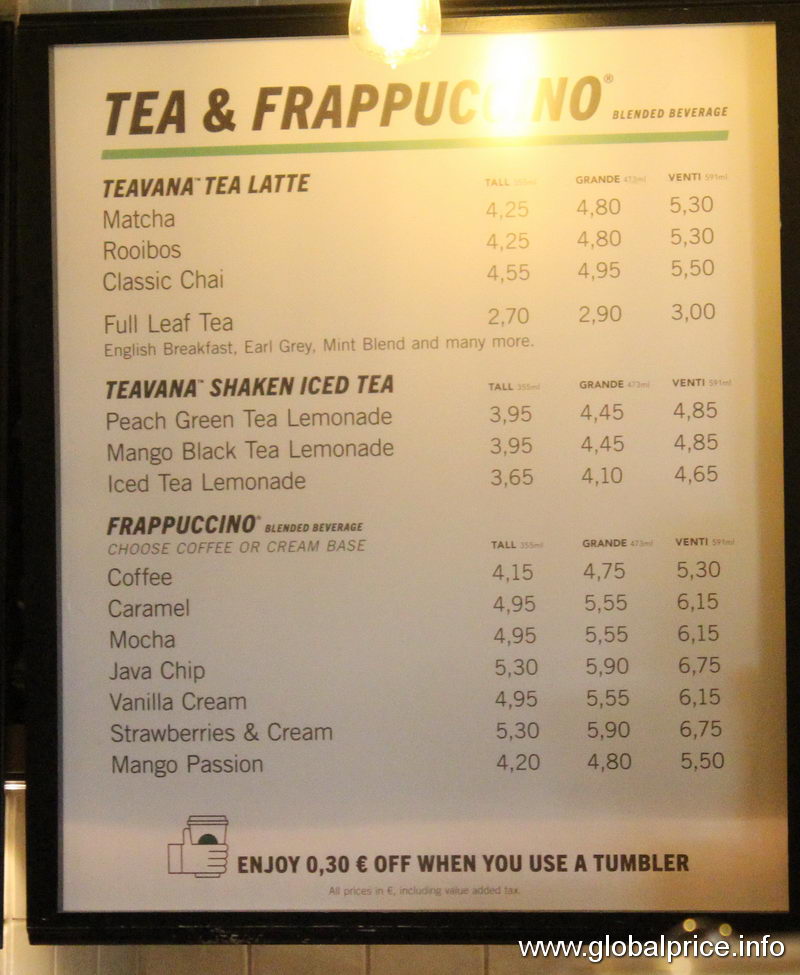 TEA & FRAPPUCCINO® BLENDED BEVERAGE
TEAVANA™ TEA LATTE TALL 355ml GRANDE 473ml VENTI 591ml
Matcha 4,25 4,80 5,30
Rooibos 4,25 4,80 5,30
Classic Chai 4,55 4,95 5,50
Full Leaf Tea 2,70 2,90 3,00
English Breakfast, Earl Grey, Mint Blend and many more.
TEAVANA™ SHAKEN ICED TEA TALL 355ml GRANDE 473ml VENTI 591ml
Peach Green Tea Lemonade 3,95 4,45 4,85
Mango Black Tea Lemonade 3,95 4,45 4,85
Iced Tea Lemonade 3,65 4,10 4,65
FRAPPUCCINO® BLENDED BEVERAGE
CHOOSE COFFEE OR CREAM BASE TALL 355ml GRANDE 473ml VENTI 591ml
Coffee 4,15 4,75 5,30
Caramel 4,95 5,55 6,15
Mocha 4,95 5,55 6,15
Java Chip 5,30 5,90 6,75
Vanilla Cream 4,95 5,55 6,15
Strawberries & Cream 5,30 5,90 6,75
Mango Passion 4,20 4,80 5,50
ENJOY 0,30 € OFF WHEN YOU USE A TUMBLER
All prices in €, including value added tax.
www.globalprice.info